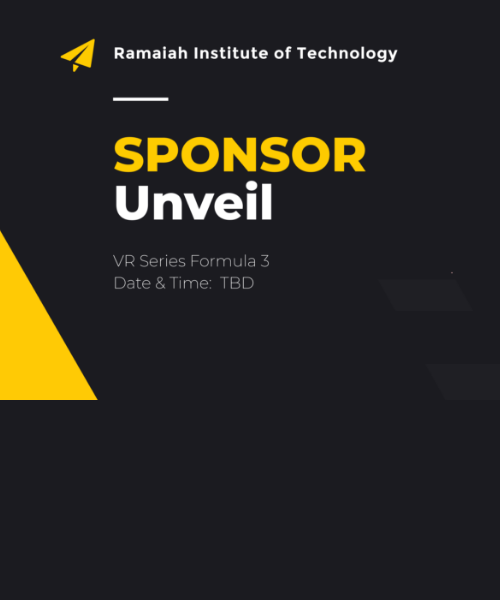 Ramaiah Institute of Technology
SPONSOR
Unveil
VR Series Formula 3
Date & Time: TBD